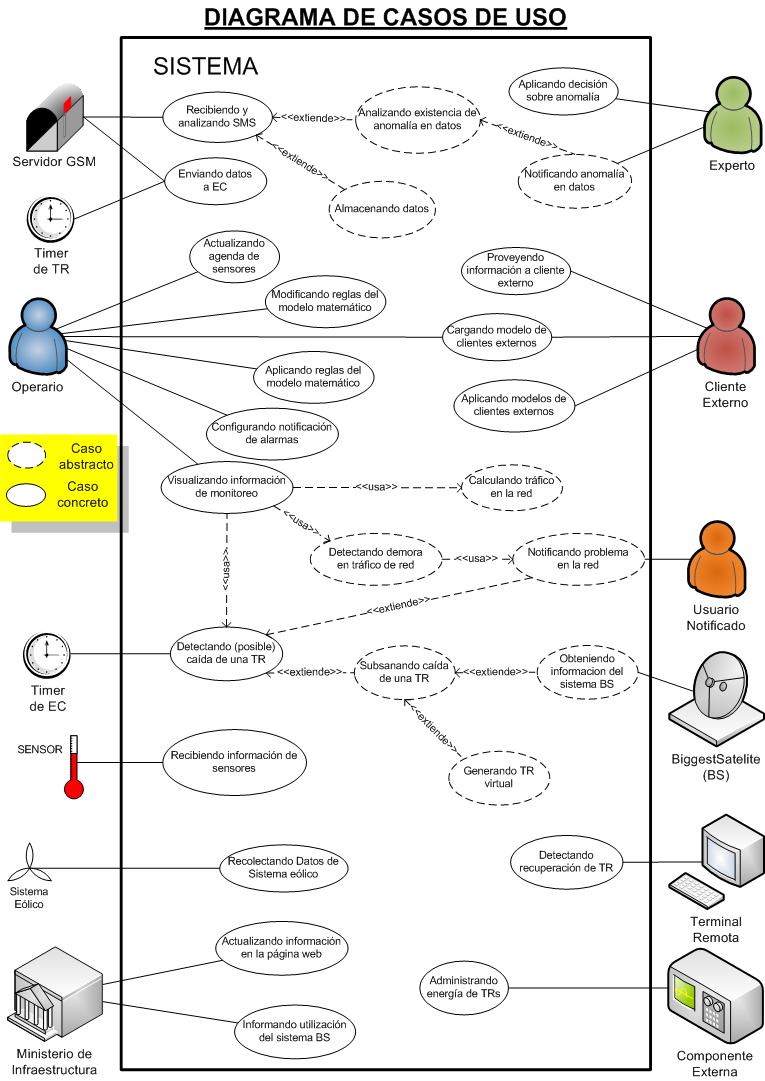 DIAGRAMA DE CASOS DE USO
SISTEMA
Servidor GSM
Recibiendo y
analizando SMS
<<extiende>>
Analizando existencia de
anomalía en datos
Aplicando decisión
sobre anomalía
<<extiende>>
Experto
Enviando datos
a EC
<<extiende>>
Notificando anomalía
en datos
Almacenando datos
Timer
de TR
Actualizando
agenda de
sensores
Proveyendo
información a cliente
externo
Modificando reglas del
modelo matemático
Cargando modelo de
clientes externos
Operario
Cliente
Externo
Aplicando reglas del
modelo matemático
Aplicando modelos de
clientes externos
Configurando notificación
de alarmas
Caso
abstracto
Caso
concreto
Visualizando información
de monitoreo
<<usa>>
Calculando tráfico
en la red
<<usa>>
<<usa>>
Detectando demora
en tráfico de red
<<usa>>
Notificando problema
en la red
Usuario
Notificado
<<extiende>>
Detectando (posible)
caída de una TR
Timer
de EC
<<extiende>>
Subsanando caída
de una TR
<<extiende>>
Obteniendo
informacion del
sistema BS
<<extiende>>
BiggestSatelite
(BS)
SENSOR
Recibiendo información de
sensores
Generando TR
virtual
Sistema
Eólico
Recolectando Datos de
Sistema eólico
Detectando
recuperación de TR
Terminal
Remota
Actualizando información
en la página web
Administrando
energía de TRs
Informando utilización
del sistema BS
Ministerio de
Infraestructura
Componente
Externa